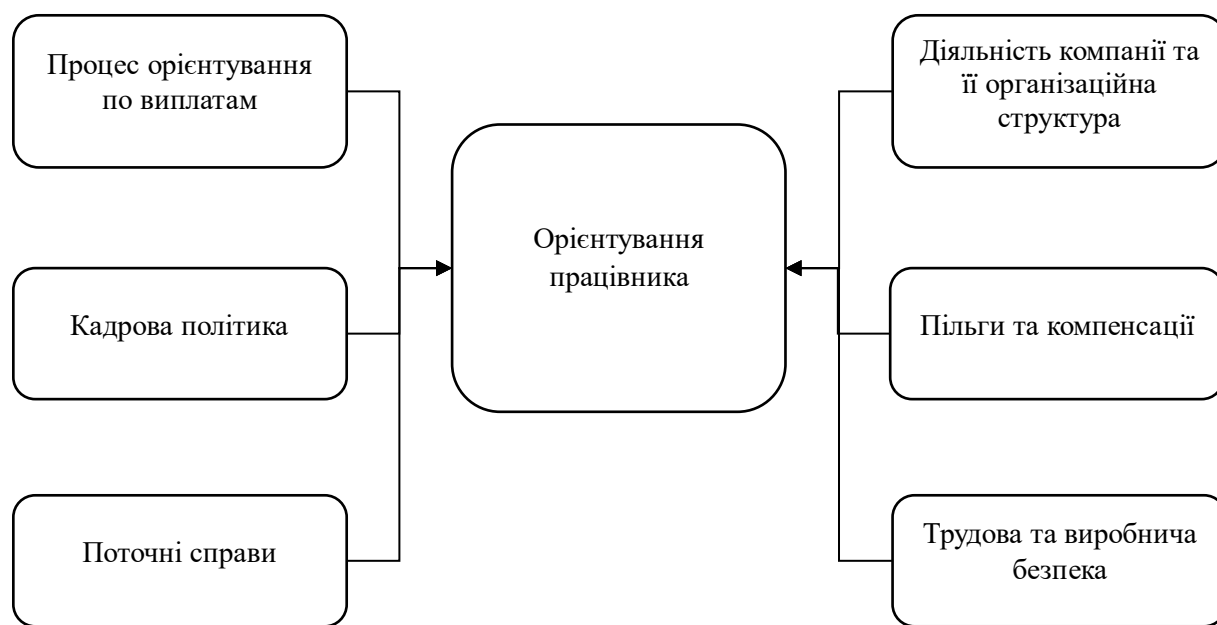 Процес орієнтування
по виплатам
Діяльність компанії та
її організаційна
структура
Орієнтування
працівника
Кадрова політика
Пільги та компенсації
Поточні справи
Трудова та виробнича
безпека